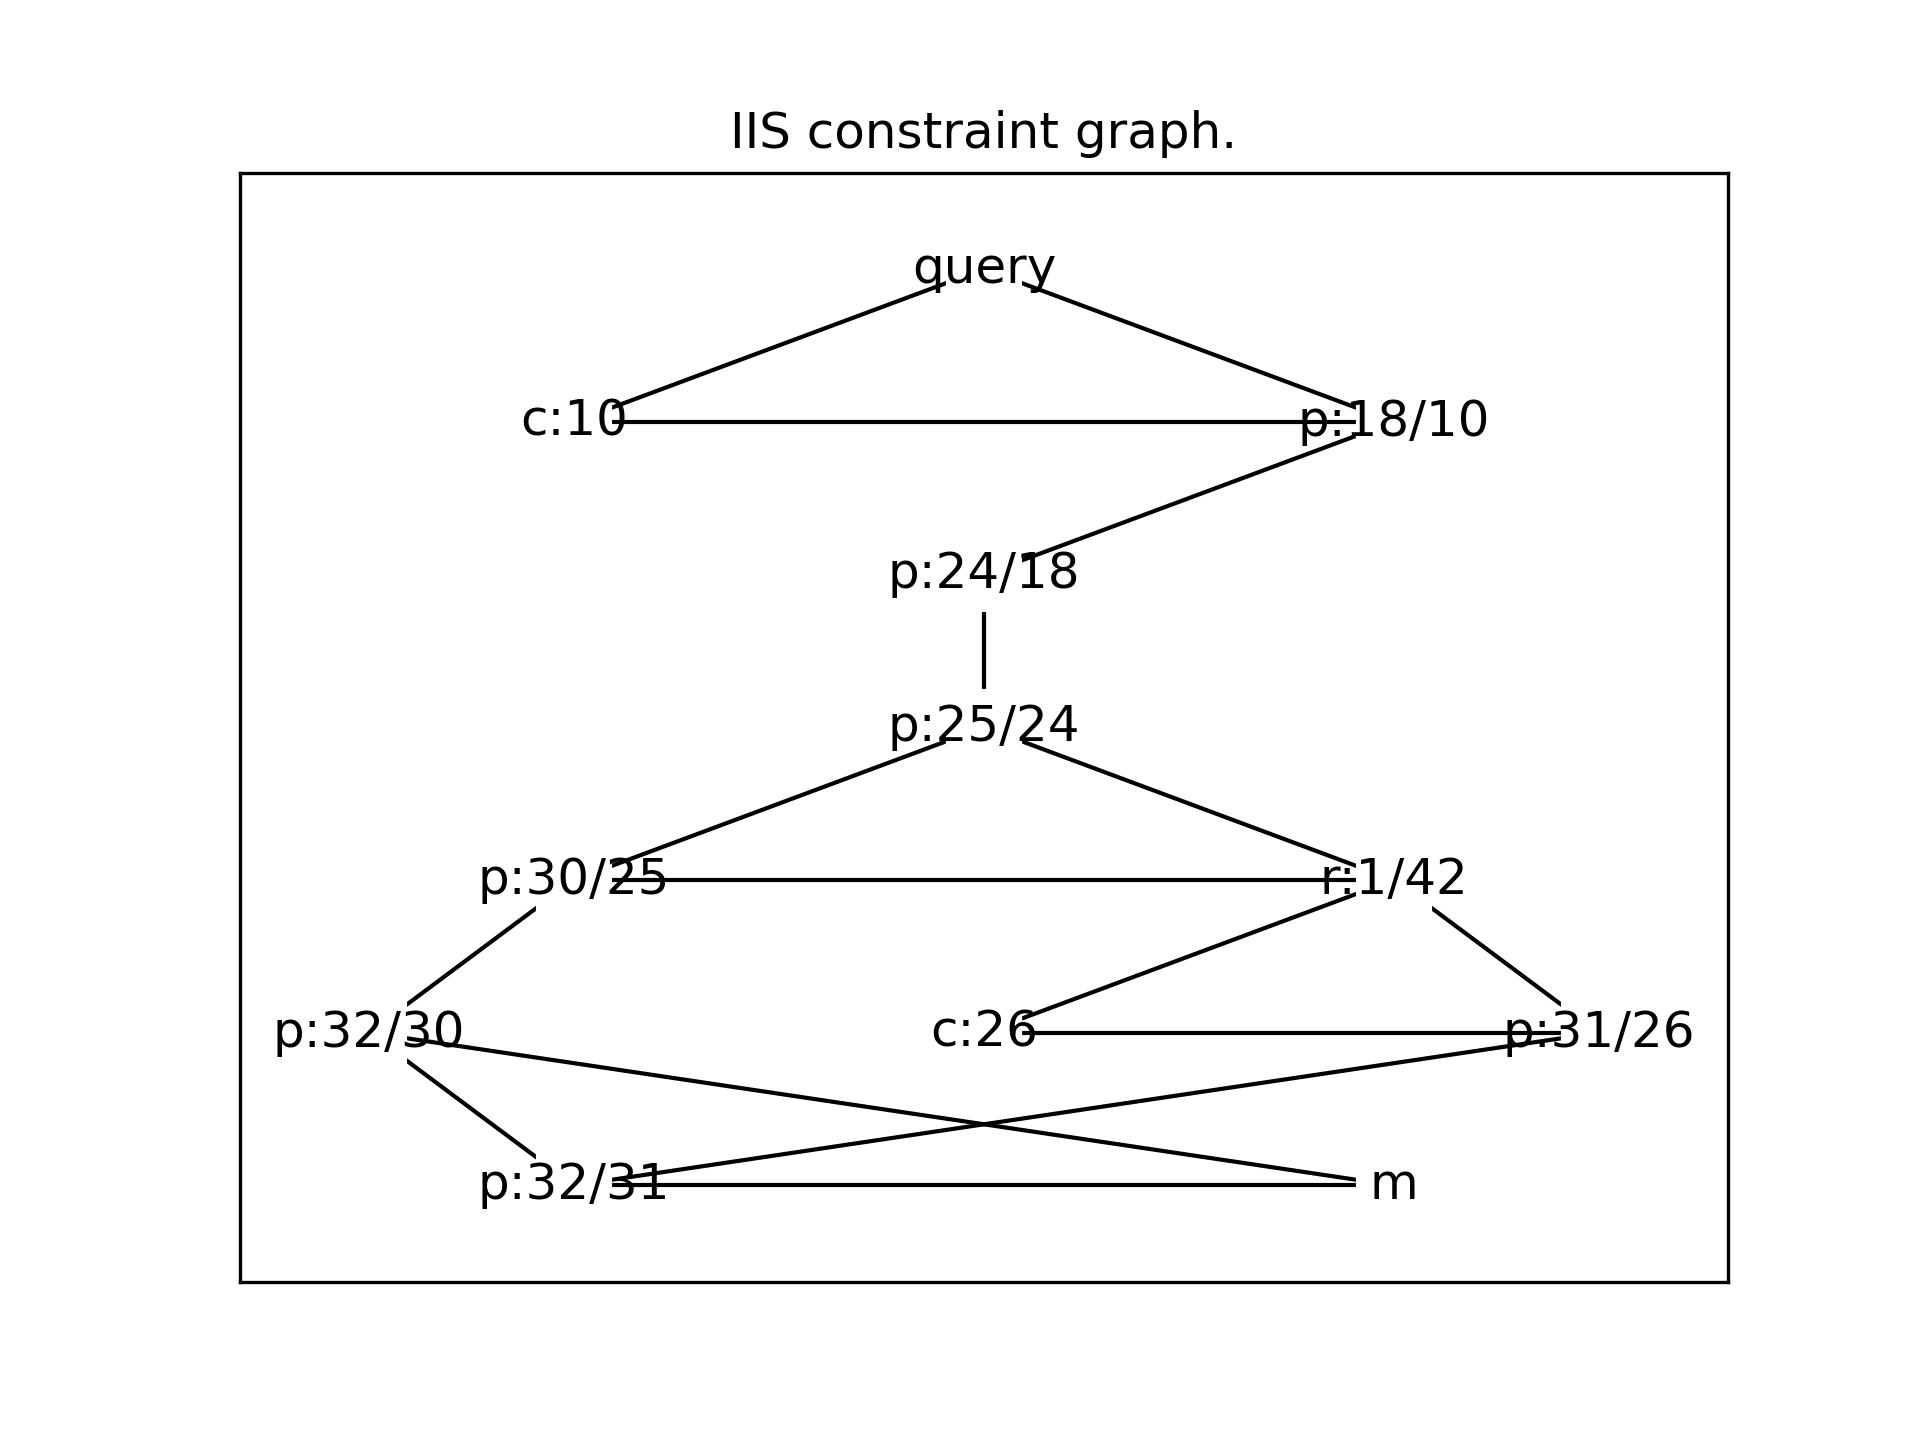 IIS constraint graph.
query
c:10
p:18/10
p:24/18
p:25/24
p:30/25
r:1/42
p:32/30
c:26
p:31/26
p:32/31
m